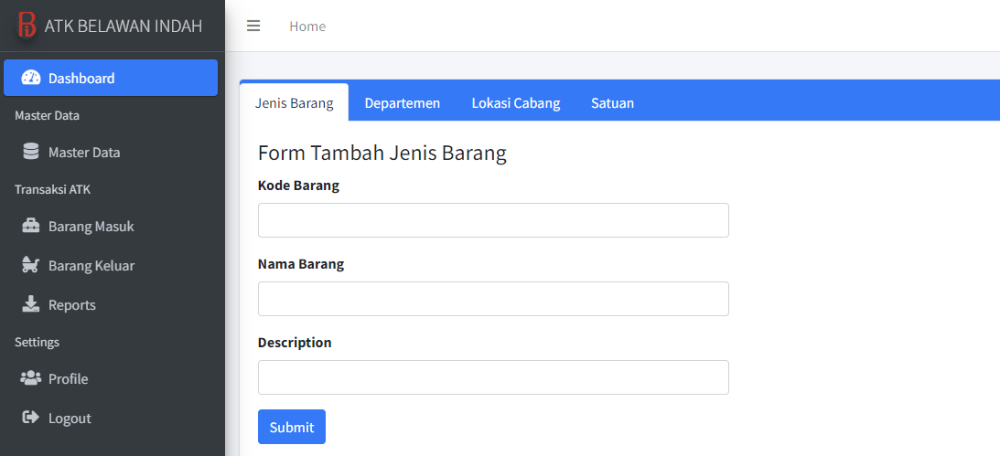 ATK BELAWAN INDAH
Dashboard
Master Data
Master Data
Transaksi ATK
Barang Masuk
Barang Keluar
Reports
Settings
Profile
Logout
Home
Jenis Barang Departemen Lokasi Cabang Satuan
Form Tambah Jenis Barang
Kode Barang
Nama Barang
Description
Submit